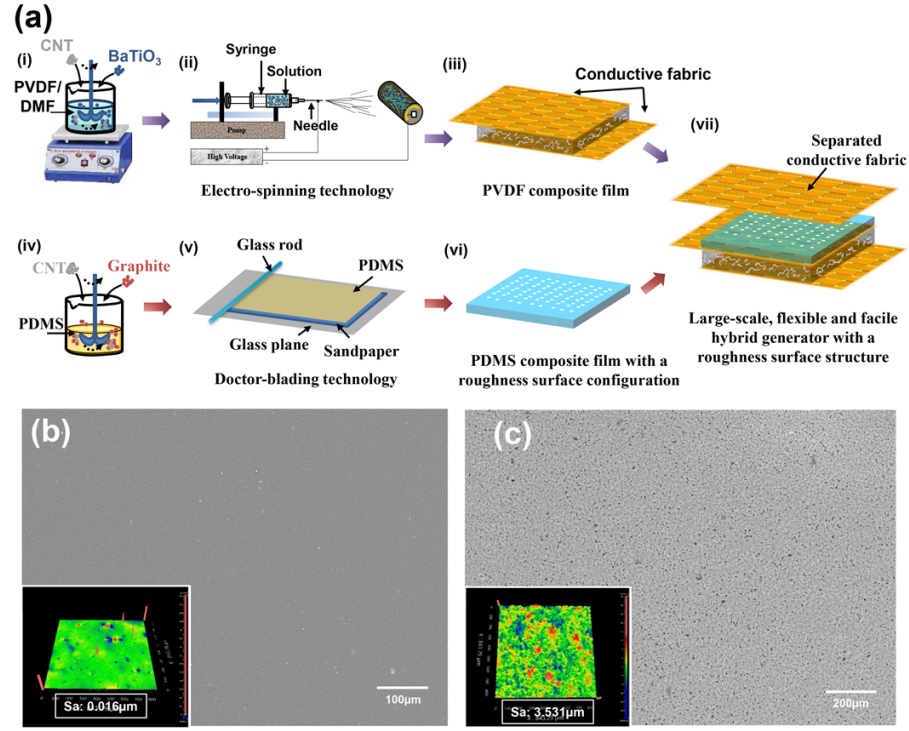 (a)
(i)
CNT
BaTiO3
PVDF/
DMF
(ii)
Syringe
Solution
Needle
Pump
High Voltage
+
−
Electro-spinning technology
(iii)
Conductive fabric
PVDF composite film
(vii)
Separated
conductive fabric
Large-scale, flexible and facile
hybrid generator with a
roughness surface structure
(iv)
CNT
Graphite
PDMS
(v)
Glass rod
PDMS
Glass plane
Sandpaper
Doctor-blading technology
(vi)
PDMS composite film with a
roughness surface configuration
(b)
Sa: 0.016μm
100μm
(c)
Sa: 3.531μm
200μm